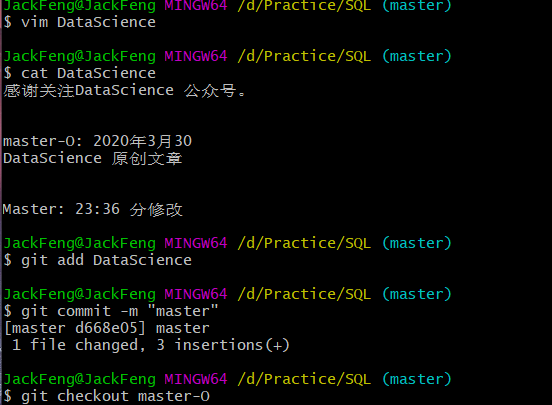 JackFeng@JackFeng MINGW64 /d/Practice/SQL (master)
$ vim DataScience
JackFeng@JackFeng MINGW64 /d/Practice/SQL (master)
$ cat DataScience
感谢关注DataScience 公众号。
master-O: 2020年3月30
DataScience 原创文章
Master: 23:36 分修改
JackFeng@JackFeng MINGW64 /d/Practice/SQL (master)
$ git add DataScience
JackFeng@JackFeng MINGW64 /d/Practice/SQL (master)
$ git commit -m "master"
[master d668e05] master
 1 file changed, 3 insertions(+)
JackFeng@JackFeng MINGW64 /d/Practice/SQL (master)
$ git checkout master-O